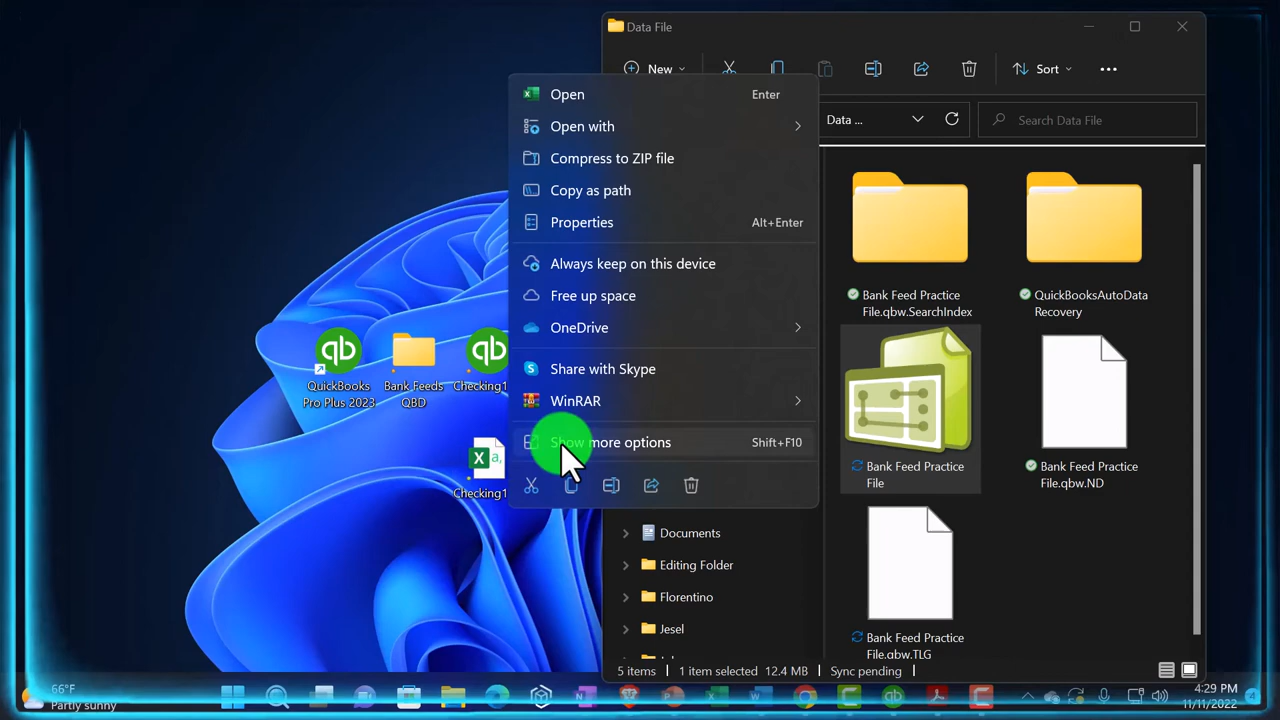 Data File
New
Sort
Data ...
Search Data File
Open
Enter
Open with
Compress to ZIP file
Copy as path
Properties
Alt+Enter
Always keep on this device
Free up space
OneDrive
Share with Skype
WinRAR
Show more options
Shift+F10
Bank Feed Practice
File.qbw.SearchIndex
QuickBooksAutoData
Recovery
Bank Feed Practice
File
Bank Feed Practice
File.qbw.ND
Bank Feed Practice
File.qbw.TLG
QuickBooks
Pro Plus 2023
Bank Feeds
QBD
Checking1
Checking1
Documents
Editing Folder
Florentino
Jesel
5 items
1 item selected 12.4 MB
Sync pending
66°F
Partly sunny
4:29 PM
11/11/2022